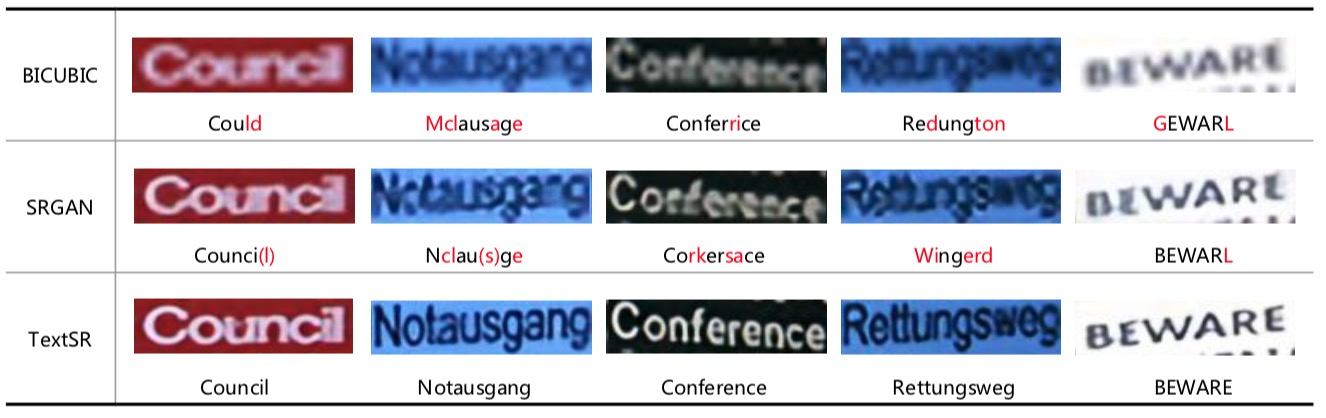 BICUBIC
Council Notausgang Conference Rettungsweg BEWARE
Could Mclausage Conferrice Redungton GEWARL
SRGAN
Council Notausgang Conference Rettungsweg BEWARE
Counci(l) Nclau(s)ge Corkersace Wingerd BEWARL
TextSR
Council Notausgang Conference Rettungsweg BEWARE
Council Notausgang Conference Rettungsweg BEWARE